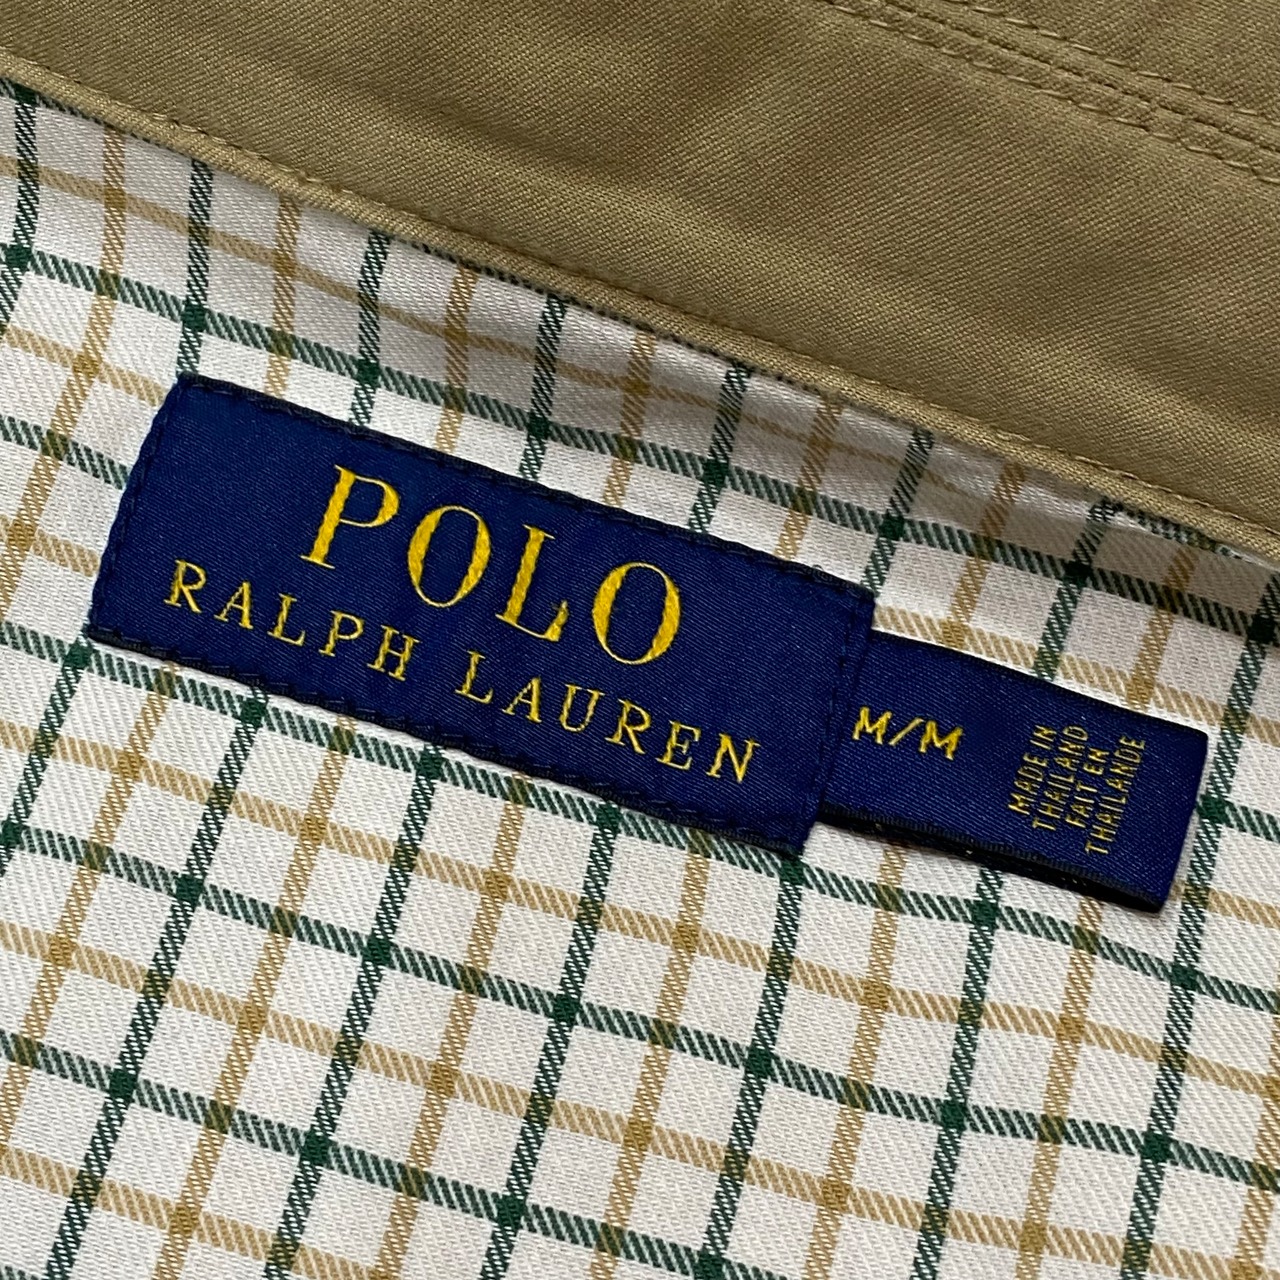 POLO
RALPH LAUREN
M/M
MADE IN
THAILAND
FAIT EN
THAILANDE